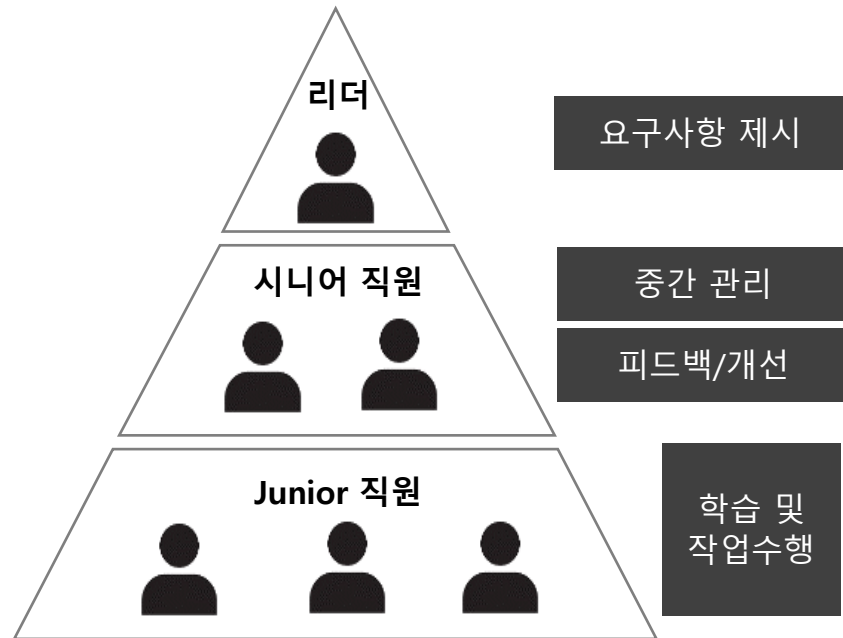 리더
요구사항 제시
시니어 직원
중간 관리
피드백/개선
Junior 직원
학습 및
작업수행